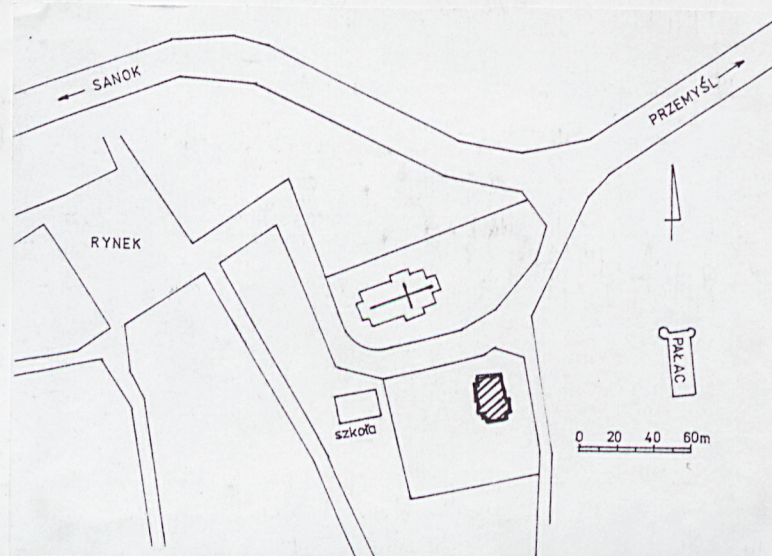 SANOK
PRZEMYŚL
RYNEK
PAŁAC
szkoła
0 20 40 60m